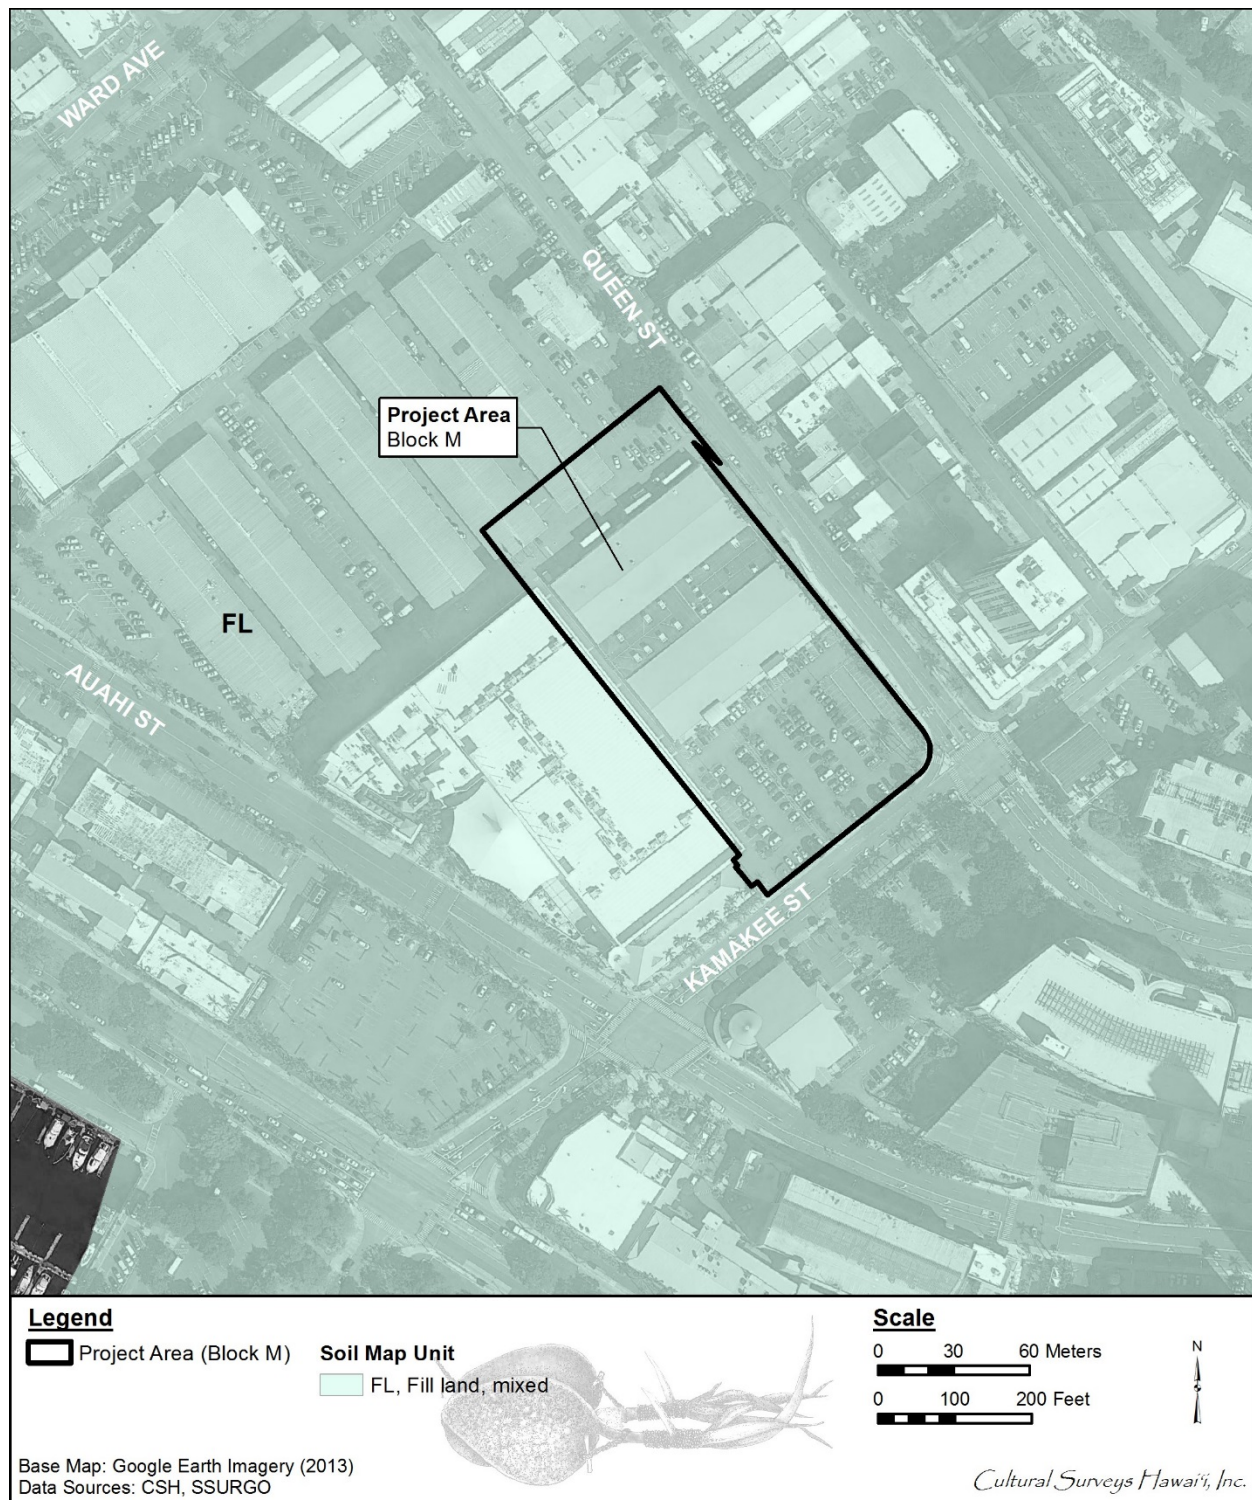 WARD AVE
QUEEN ST
Project Area
Block M
FL
AUAHI ST
KAMAKEE ST
Legend
Project Area (Block M)
Soil Map Unit
FL, Fill land, mixed
Scale
0 30 60 Meters
0 100 200 Feet
N
Base Map: Google Earth Imagery (2013)
Data Sources: CSH, SSURGO
Cultural Surveys Hawaiʻi, Inc.